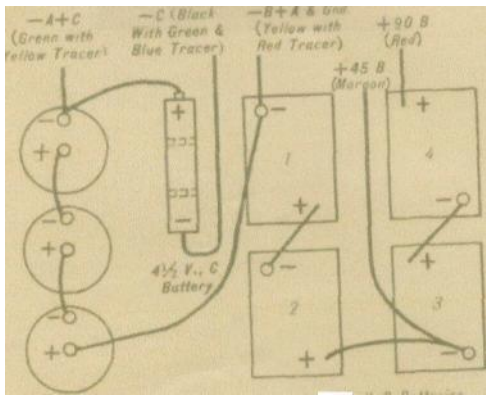 —A+C
(Green with
Yellow Tracer)
—C (Black
With Green &
Blue Tracer)
—B+A & Gnd.
(Yellow with
Red Tracer)
+90 B
(Red)
+45 B
(Maroon)
—
+
—
+
—
+
+
—
4½ V., C
Battery
—
1
+
+
4
—
—
2
+
+
3
—